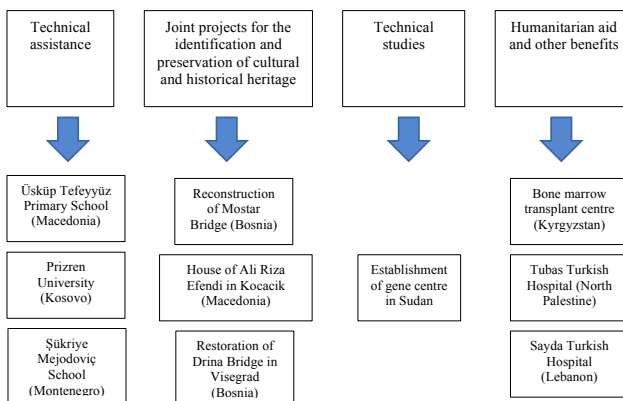 Technical
assistance
Joint projects for the
identification and
preservation of cultural
and historical heritage
Technical
studies
Humanitarian aid
and other benefits
Üsküp Tefeyyüz
Primary School
(Macedonia)
Prizren
University
(Kosovo)
Şükriye
Mejodoviç
School
(Montenegro)
Reconstruction
of Mostar
Bridge (Bosnia)
House of Ali Riza
Efendi in Kocacik
(Macedonia)
Restoration of
Drina Bridge in
Visegrad
(Bosnia)
Establishment
of gene centre
in Sudan
Bone marrow
transplant centre
(Kyrgyzstan)
Tubas Turkish
Hospital (North
Palestine)
Sayda Turkish
Hospital
(Lebanon)